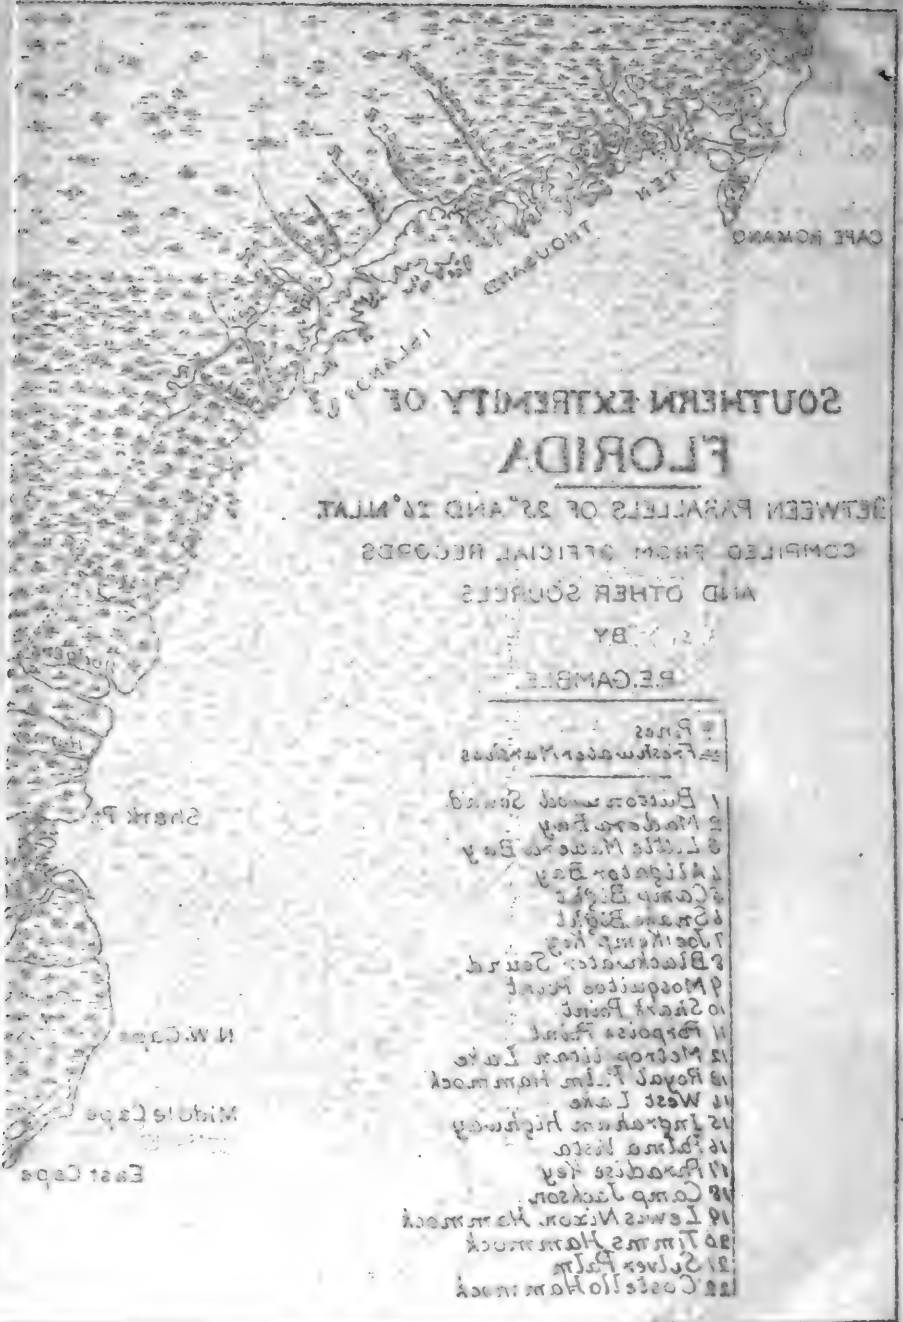 CAPE ROMANO
TEN
THOUSAND
ISLANDS
SOUTHERN EXTREMITY OF
FLORIDA
BETWEEN PARALLELS OF 25° AND 26° N.LAT.
COMPILED FROM OFFICIAL RECORDS
AND OTHER SOURCES
BY
R.E.GAMBLE
Pines
Freshwater Marshes
1 Buttonwood Sound
2 Madera Bay
3 Little Madera Bay
4 Alligator Bay
5 Camp Bight
6 Snake Bight
7 Joe Kemp Key
8 Blackwater Sound
9 Mosquitoe Point
10 Shark Point
11 Porpoise Point
12 Metropolitan Lake
13 Royal Palm Hammock
14 West Lake
15 Ingraham highway
16 Palma Vista
17 Paradise Key
18 Camp Jackson
19 Lewis Nixon Hammock
20 Timms Hammock
21 Silver Palm
22 Costello Hammock
Shark Pt.
N.W. Cape
Middle Cape
East Cape